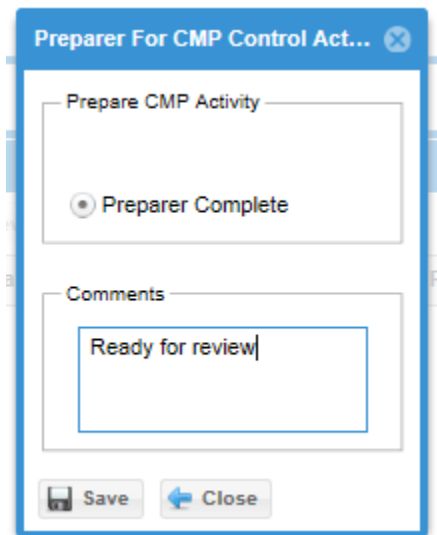 Preparer For CMP Control Act...
Prepare CMP Activity
Preparer Complete
Comments
Ready for review
Save
Close